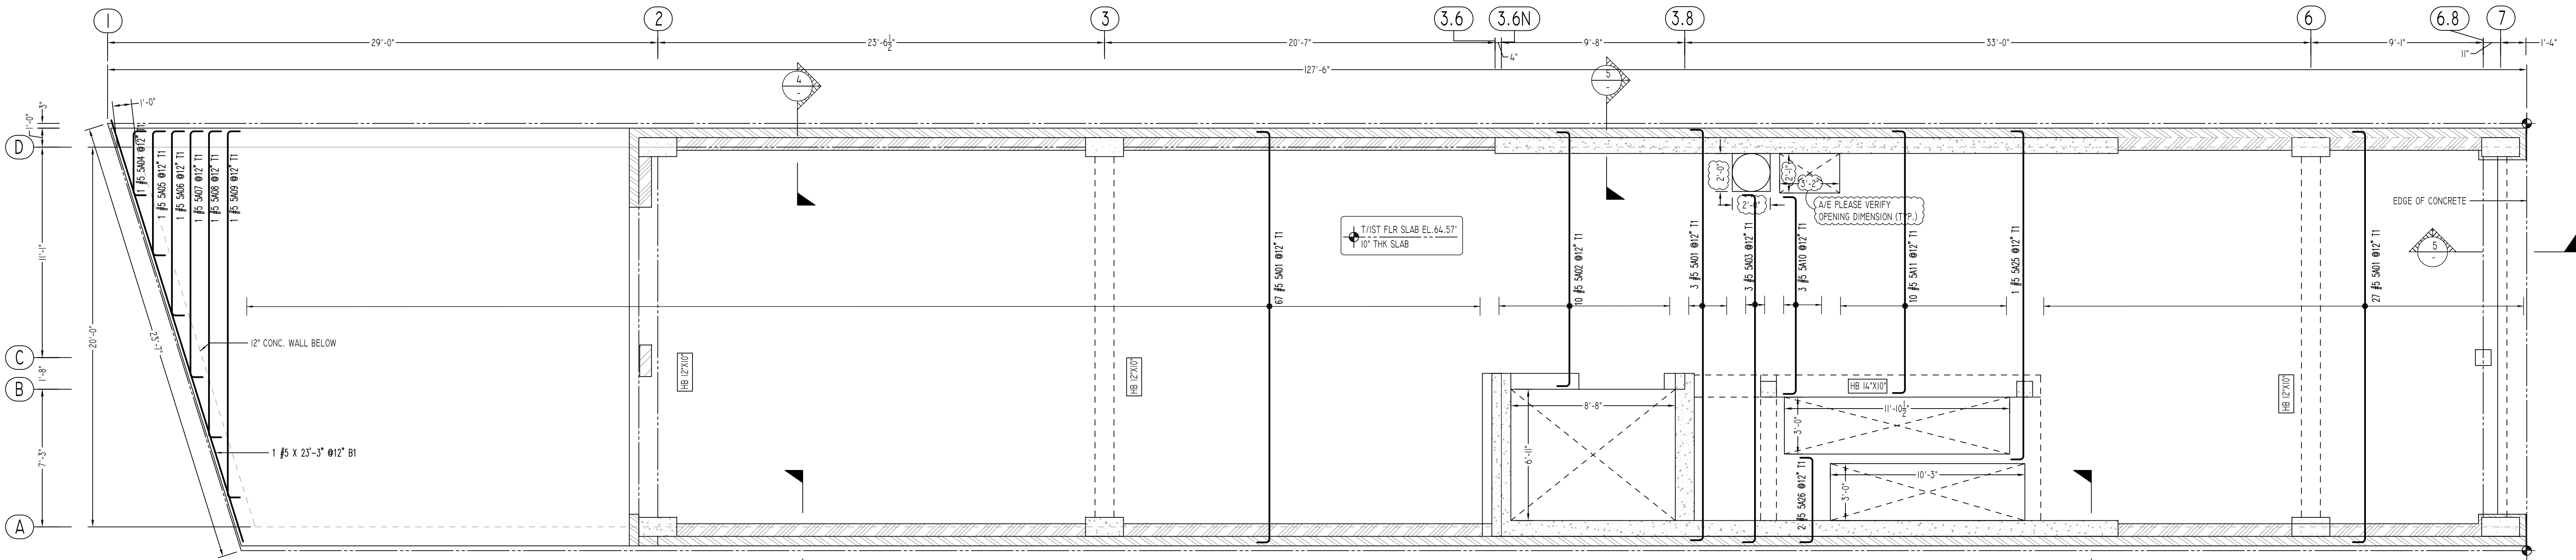 1
2
3
3.6
3.6N
3.8
6
6.8
7
29'-0"
23'-6½"
20'-7"
4"
9'-8"
33'-0"
9'-1"
11"
1'-4"
127'-6"
4
-
5
-
3"
1'-0"
1'-0"
D
C
B
A
11'-1"
1'-8"
7'-3"
20'-0"
23'-7"
1 #5 5A04 @12" T1
1 #5 5A05 @12" T1
1 #5 5A06 @12" T1
1 #5 5A07 @12" T1
1 #5 5A08 @12" T1
1 #5 5A09 @12" T1
12" CONC. WALL BELOW
1 #5 X 23'-3" @12" B1
HB 12"X10"
HB 12"X10"
67 #5 5A01 @12" T1
T/1ST FLR SLAB EL.64.57'
10" THK SLAB
10 #5 5A02 @12" T1
3 #5 5A01 @12" T1
2'-0"
2'-0"
3 #5 5A03 @12" T1
2'-1"
3'-2"
A/E PLEASE VERIFY
OPENING DIMENSION (TYP.)
3 #5 5A10 @12" T1
10 #5 5A11 @12" T1
1 #5 5A25 @12" T1
8'-8"
6'-11"
HB 14"X10"
11'-10½"
3'-0"
10'-3"
3'-0"
2 #5 5A26 @12" T1
HB 12"X10"
27 #5 5A01 @12" T1
EDGE OF CONCRETE
5
-